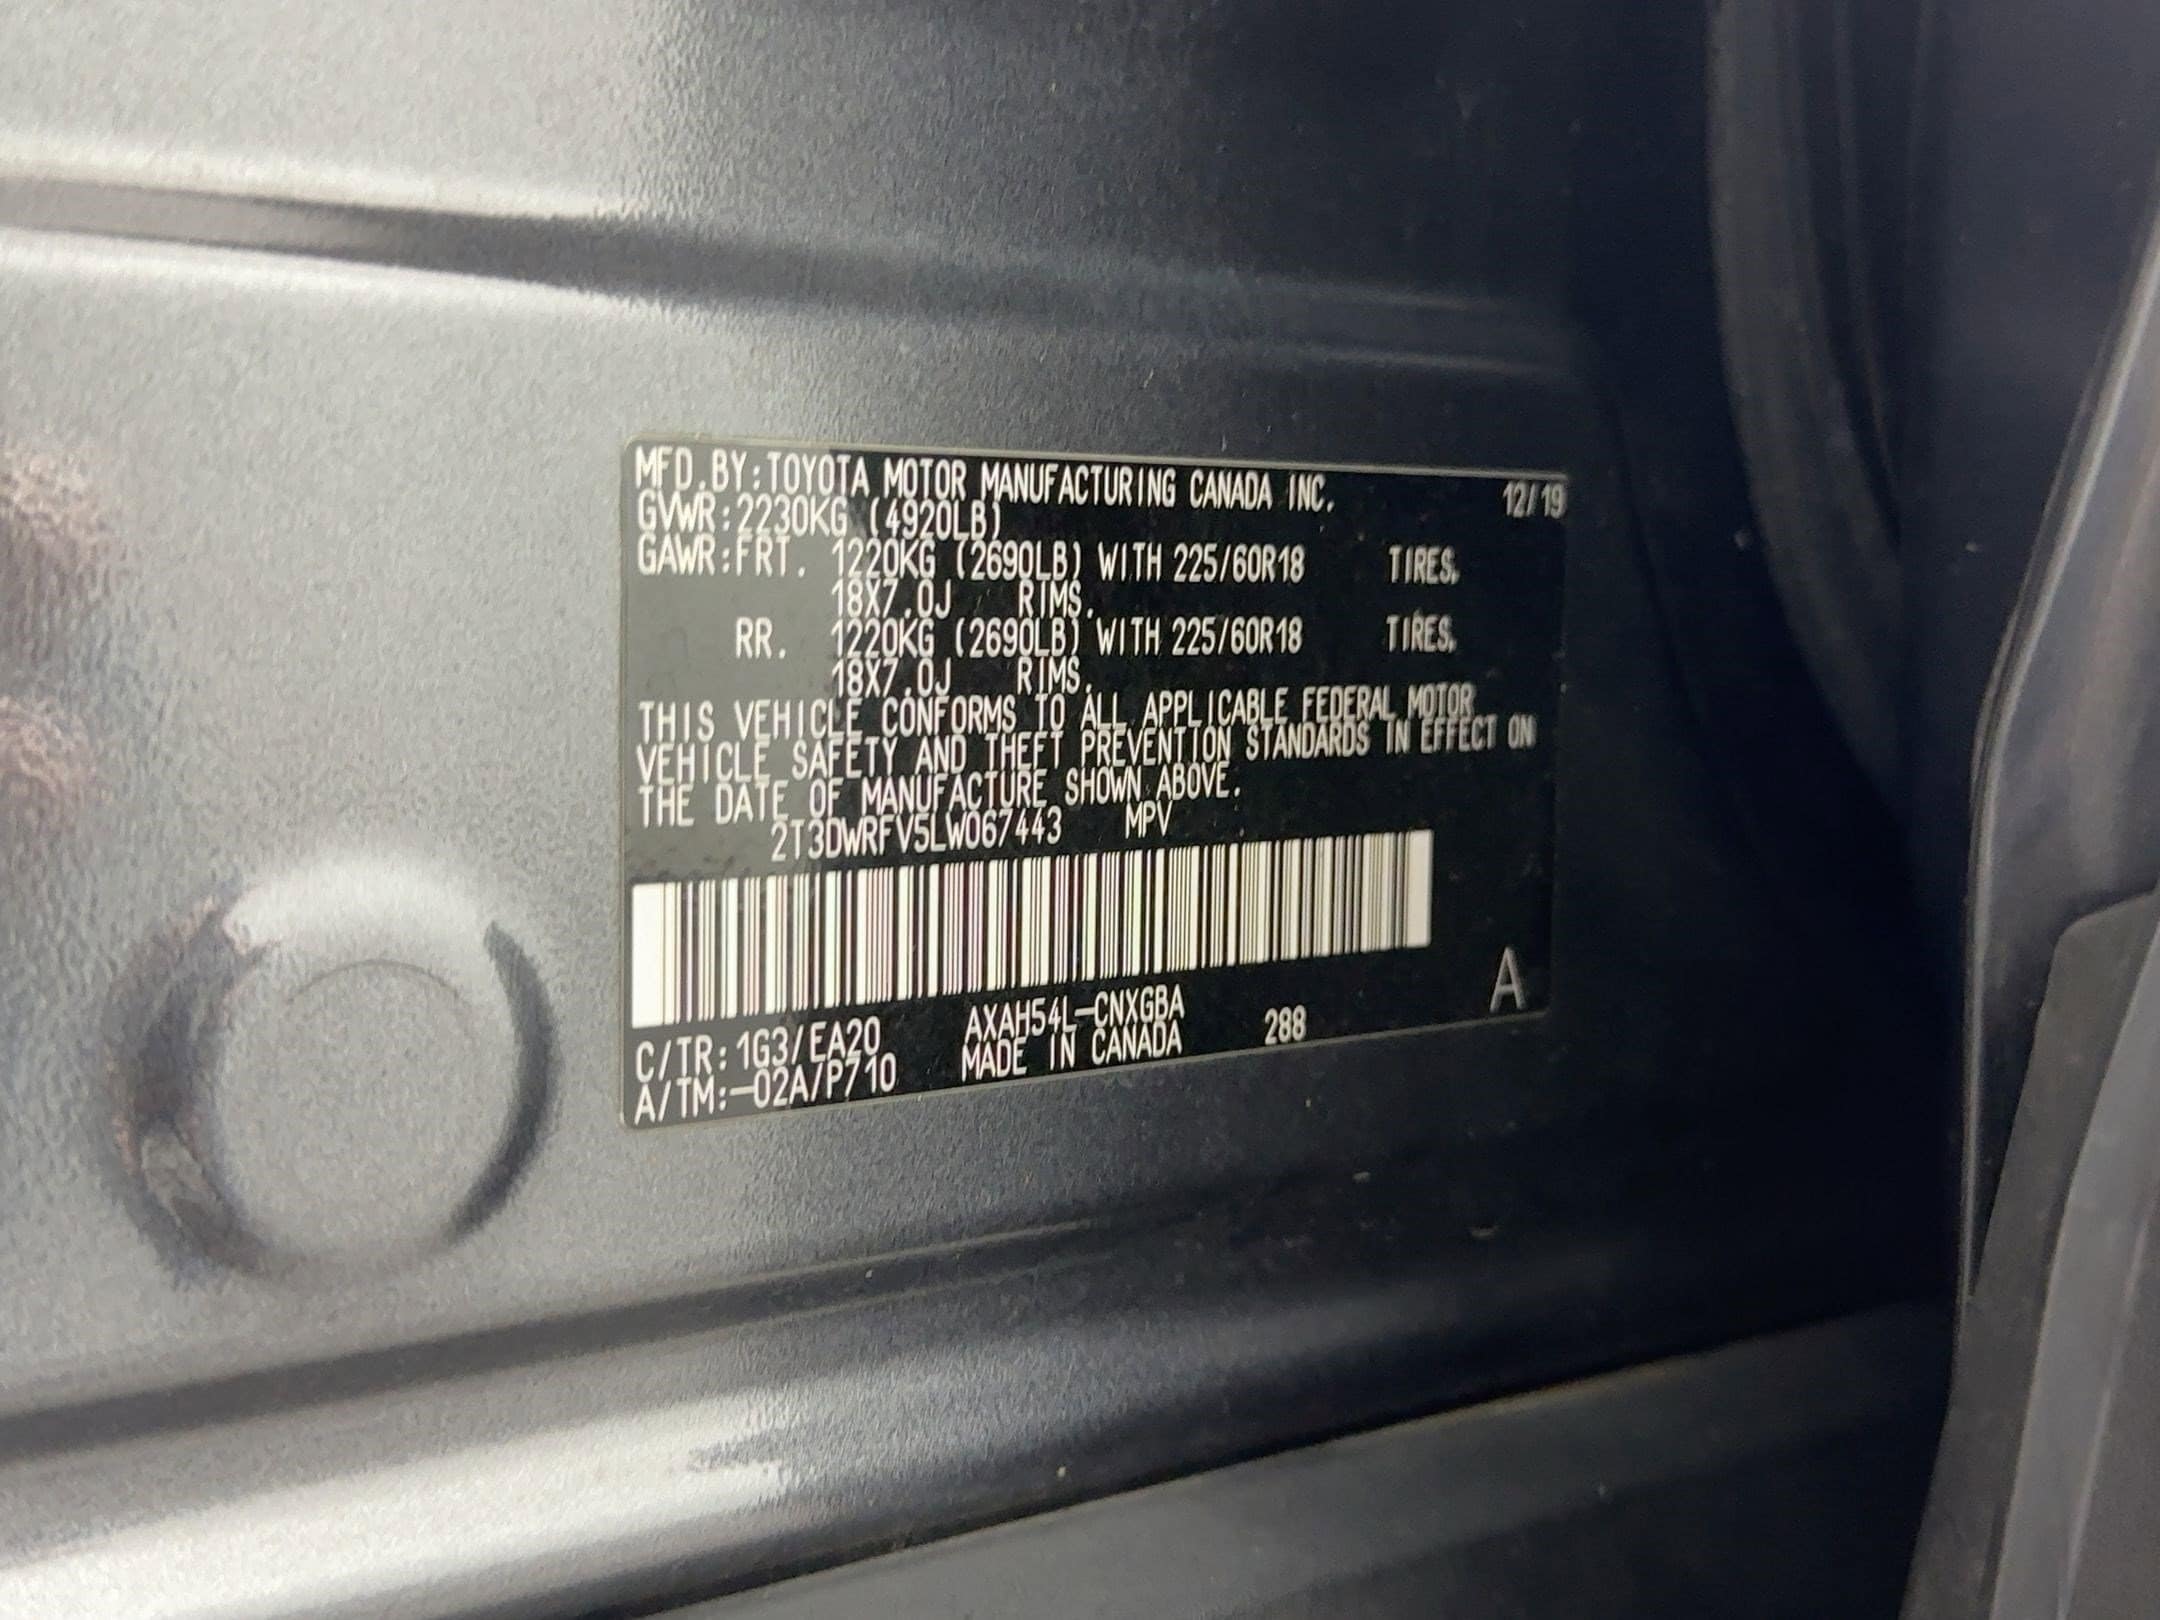 MFD.BY:TOYOTA MOTOR MANUFACTURING CANADA INC. 12/19
GVWR:2230KG (4920LB)
GAWR:FRT. 1220KG (2690LB) WITH 225/60R18 TIRES,
18X7.0J RIMS.
RR. 1220KG (2690LB) WITH 225/60R18 TIRES,
18X7.0J RIMS.
THIS VEHICLE CONFORMS TO ALL APPLICABLE FEDERAL MOTOR
VEHICLE SAFETY AND THEFT PREVENTION STANDARDS IN EFFECT ON
THE DATE OF MANUFACTURE SHOWN ABOVE.
2T3DWRFV5LW067443 MPV
A
C/TR:1G3/EA20 AXAH54L-CNXGBA 288
A/TM:-02A/P710 MADE IN CANADA